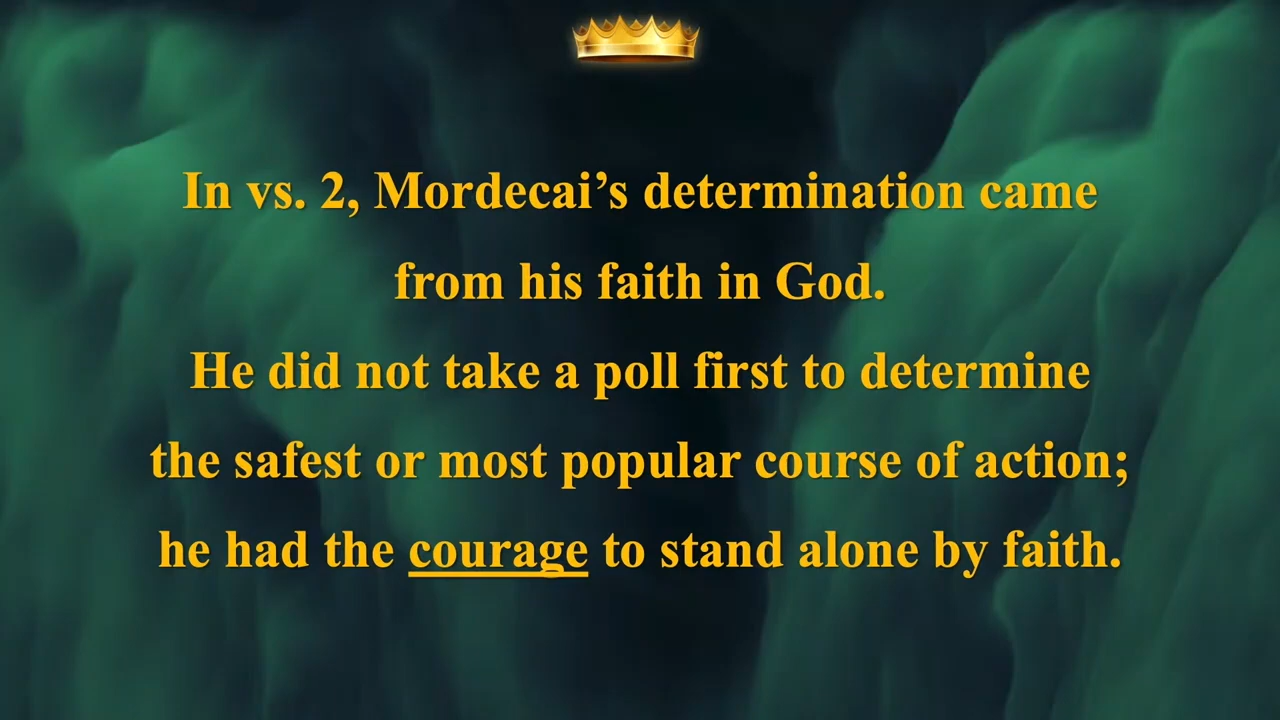 In vs. 2, Mordecai’s determination came
from his faith in God.
He did not take a poll first to determine
the safest or most popular course of action;
he had the courage to stand alone by faith.